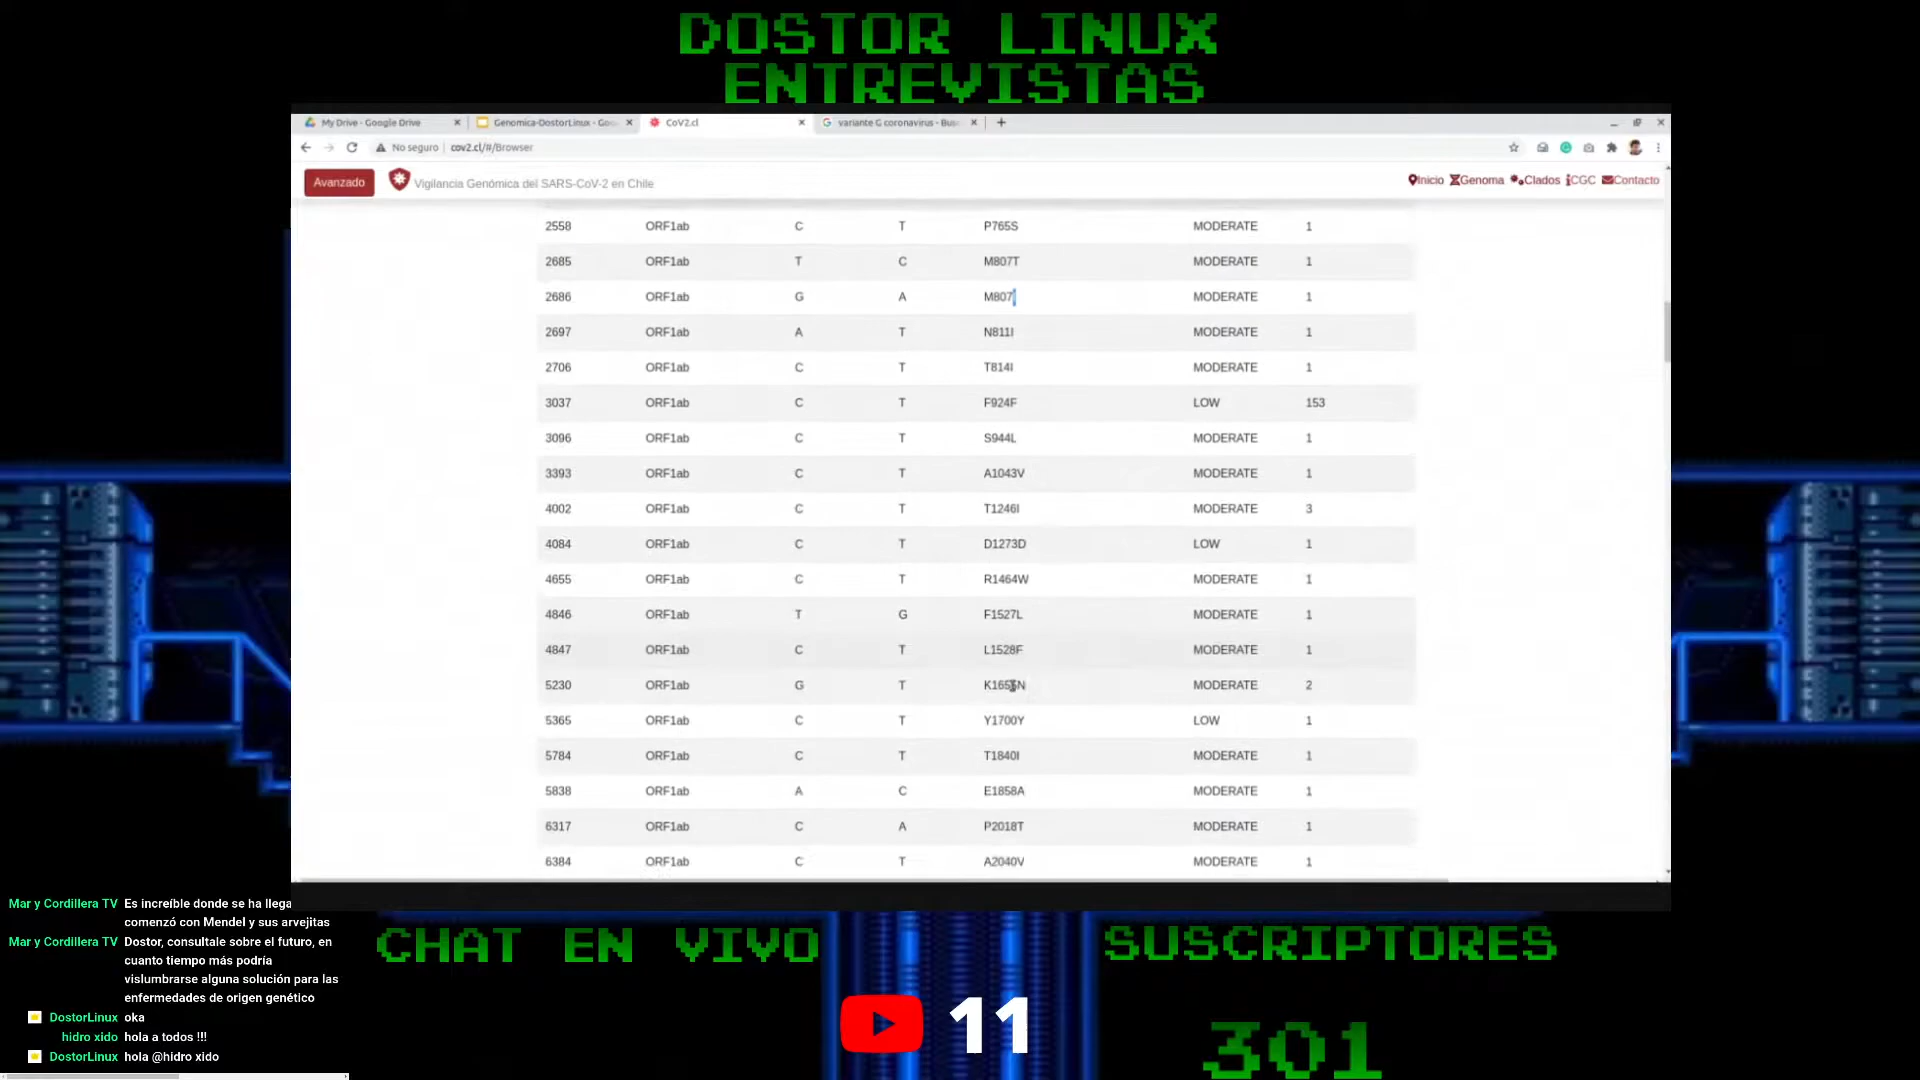 DOSTOR LINUX
ENTREVISTAS
My Drive - Google Drive
Genomica-DostorLinux - Goo
CoV2.cl
variante G coronavirus - Bus
No seguro | cov2.cl/#/Browser
Avanzado
Vigilancia Genómica del SARS-CoV-2 en Chile
Inicio Genoma Clados CGC Contacto
2558 ORF1ab C T P765S MODERATE 1
2685 ORF1ab T C M807T MODERATE 1
2686 ORF1ab G A M807I MODERATE 1
2697 ORF1ab A T N811I MODERATE 1
2706 ORF1ab C T T814I MODERATE 1
3037 ORF1ab C T F924F LOW 153
3096 ORF1ab C T S944L MODERATE 1
3393 ORF1ab C T A1043V MODERATE 1
4002 ORF1ab C T T1246I MODERATE 3
4084 ORF1ab C T D1273D LOW 1
4655 ORF1ab C T R1464W MODERATE 1
4846 ORF1ab T G F1527L MODERATE 1
4847 ORF1ab C T L1528F MODERATE 1
5230 ORF1ab G T MODERATE 2
5365 ORF1ab C T Y1700Y LOW 1
5784 ORF1ab C T T1840I MODERATE 1
5838 ORF1ab A C E1858A MODERATE 1
6317 ORF1ab C A P2018T MODERATE 1
6384 ORF1ab C T A2040V MODERATE 1
Mar y Cordillera TV Es increíble donde se ha llega
comenzó con Mendel y sus arvejitas
Mar y Cordillera TV Dostor, consultale sobre el futuro, en
cuanto tiempo más podría
vislumbrarse alguna solución para las
enfermedades de origen genético
DostorLinux oka
hidro xido hola a todos !!!
DostorLinux hola @hidro xido
CHAT EN VIVO
SUSCRIPTORES
11
301